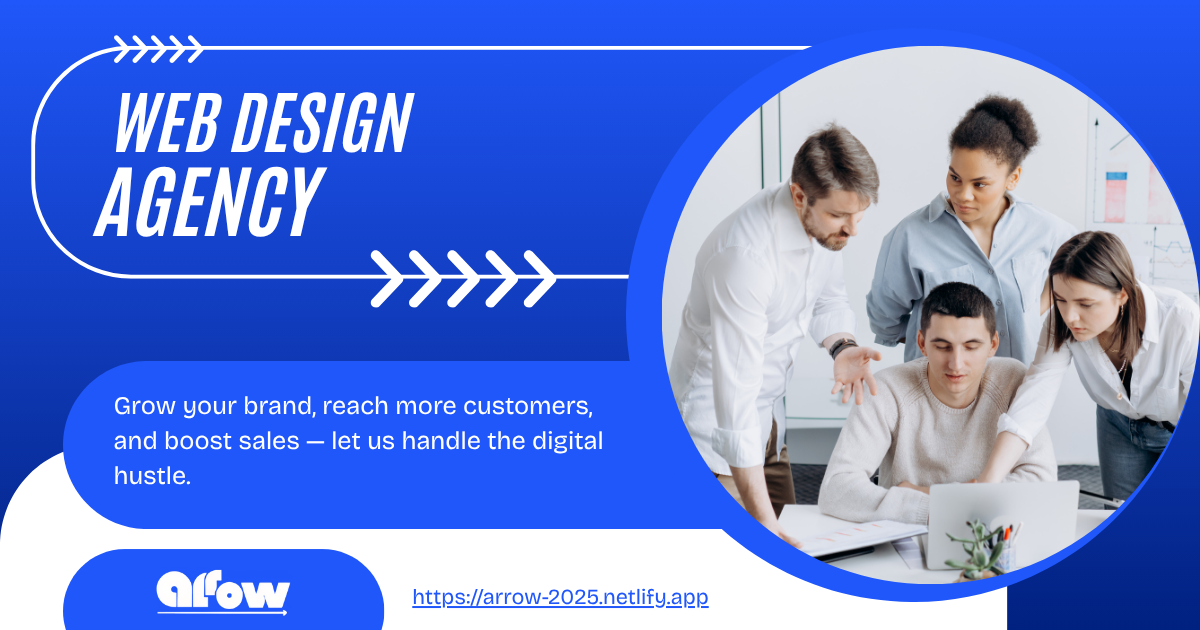 WEB DESIGN
AGENCY
Grow your brand, reach more customers,
and boost sales — let us handle the digital
hustle.
arrow
https://arrow-2025.netlify.app